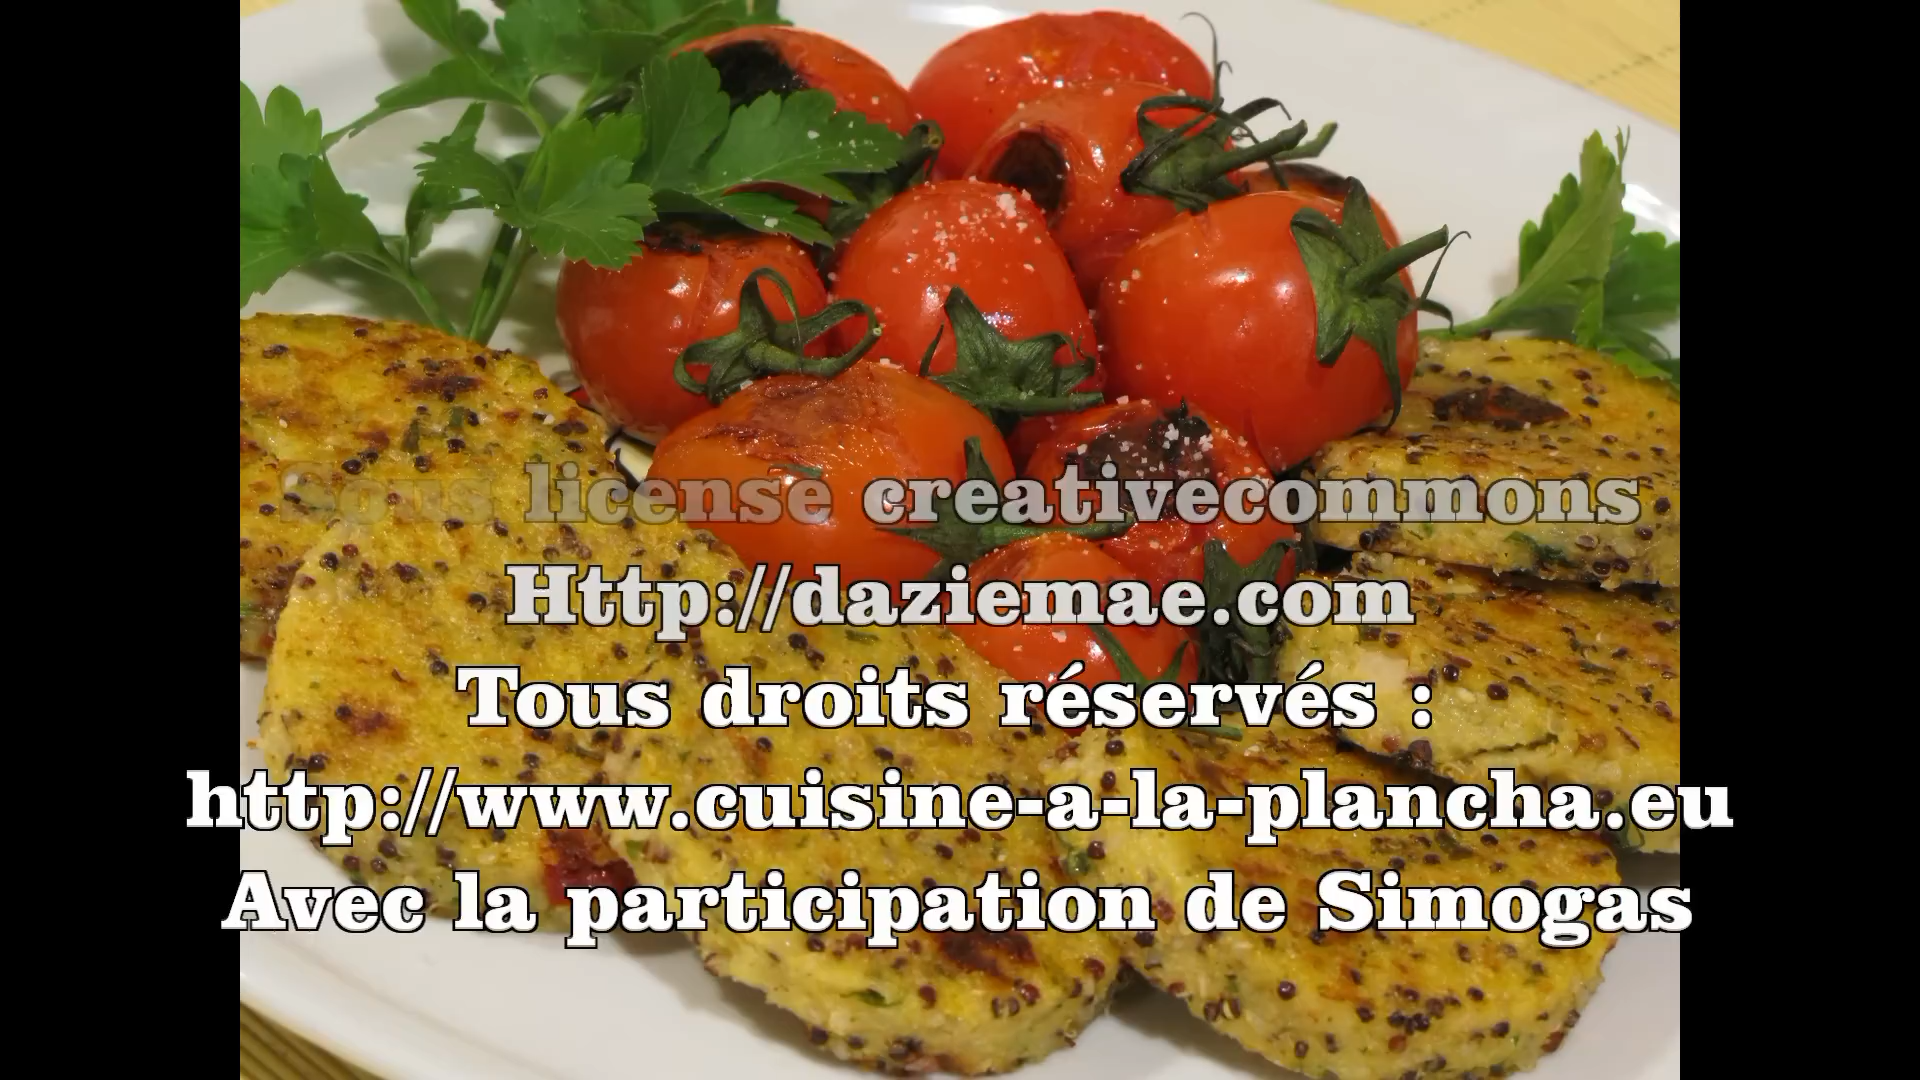 Sous license creativecommons
Http://daziemae.com
Tous droits réservés :
http://www.cuisine-a-la-plancha.eu
Avec la participation de Simogas